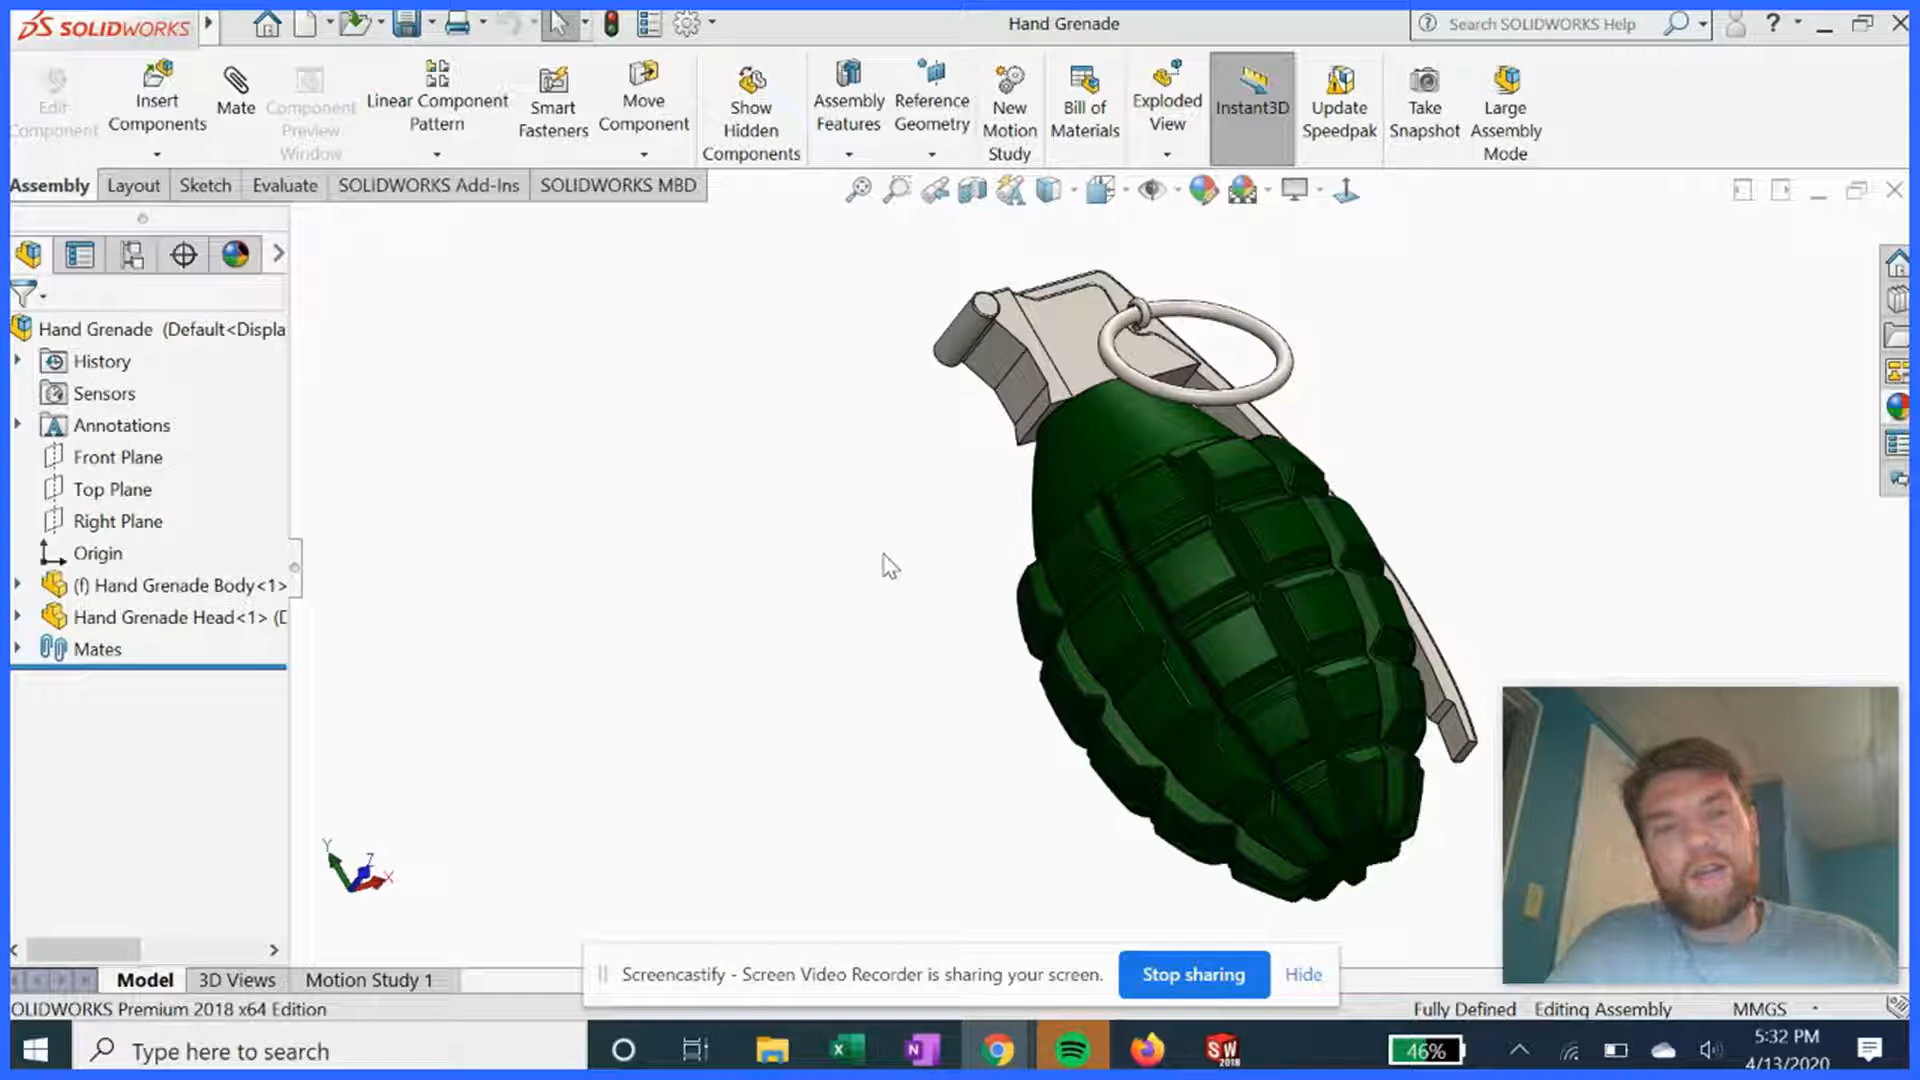 SOLIDWORKS
Hand Grenade
Search SOLIDWORKS Help
?
Edit Component
Insert Components
Mate
Component Preview Window
Linear Component Pattern
Smart Fasteners
Move Component
Show Hidden Components
Assembly Features
Reference Geometry
New Motion Study
Bill of Materials
Exploded View
Instant3D
Update Speedpak
Take Snapshot
Large Assembly Mode
Assembly
Layout
Sketch
Evaluate
SOLIDWORKS Add-Ins
SOLIDWORKS MBD
Hand Grenade (Default<Displa
History
Sensors
Annotations
Front Plane
Top Plane
Right Plane
Origin
(f) Hand Grenade Body<1>
Hand Grenade Head<1> (D
Mates
Y
Z
X
Screencastify - Screen Video Recorder is sharing your screen.
Stop sharing
Hide
Model
3D Views
Motion Study 1
OLIDWORKS Premium 2018 x64 Edition
Fully Defined
Editing Assembly
MMGS
Type here to search
SW 2018
46%
5:32 PM
4/13/2020